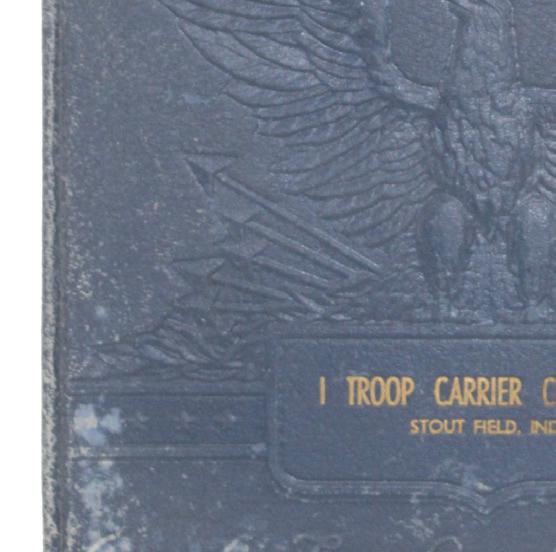 I TROOP CARRIER C
STOUT FIELD, IND